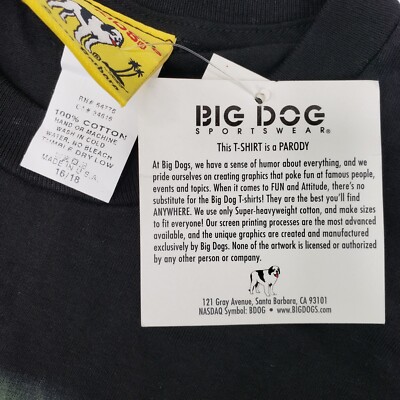 RN# 64775
CA# 34616
100% COTTON
HAND OR MACHINE
WASH IN COLD
WATER, NO BLEACH
TUMBLE DRY LOW
MADE IN U.S.A.
16/18
BIG DOG
SPORTSWEAR®
This T-SHIRT is a PARODY
At Big Dogs, we have a sense of humor about everything, and we
pride ourselves on creating graphics that poke fun at famous people,
events and topics. When it comes to FUN and Attitude, there's no
substitute for the Big Dog T-shirts! They are the best you'll find
ANYWHERE. We use only Super-heavyweight cotton, and make sizes
to fit everyone! Our screen printing processes are the most advanced
available, and the unique graphics are created and manufactured
exclusively by Big Dogs. None of the artwork is licensed or authorized
by any other person or company.
121 Gray Avenue, Santa Barbara, CA 93101
NASDAQ Symbol: BDOG • www.BIGDOGS.com